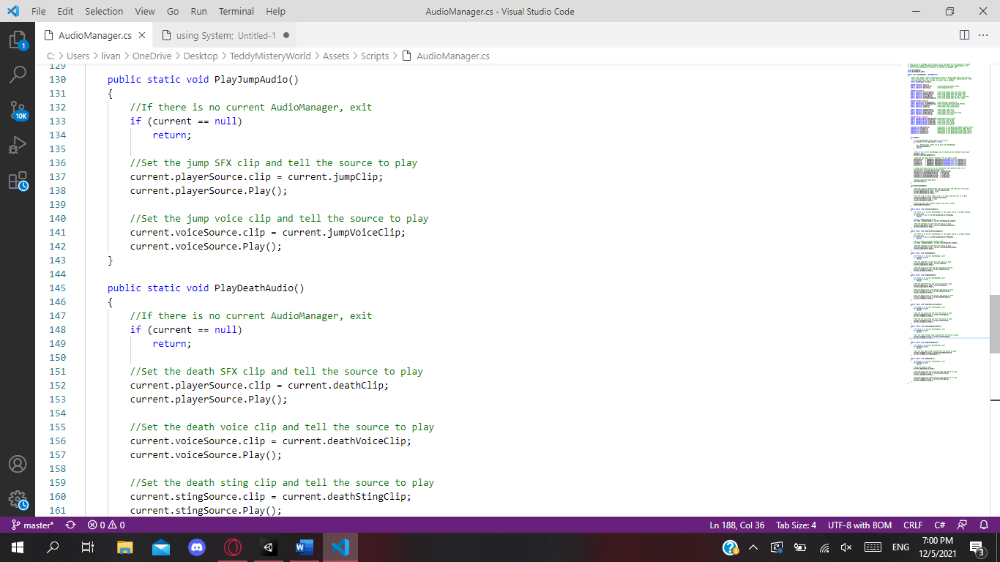 File Edit Selection View Go Run Terminal Help AudioManager.cs - Visual Studio Code
AudioManager.cs using System; Untitled-1
C: > Users > livan > OneDrive > Desktop > TeddyMisteryWorld > Assets > Scripts > AudioManager.cs
1
10K
129
130 public static void PlayJumpAudio()
131 {
132 //If there is no current AudioManager, exit
133 if (current == null)
134 return;
135
136 //Set the jump SFX clip and tell the source to play
137 current.playerSource.clip = current.jumpClip;
138 current.playerSource.Play();
139
140 //Set the jump voice clip and tell the source to play
141 current.voiceSource.clip = current.jumpVoiceClip;
142 current.voiceSource.Play();
143 }
144
145 public static void PlayDeathAudio()
146 {
147 //If there is no current AudioManager, exit
148 if (current == null)
149 return;
150
151 //Set the death SFX clip and tell the source to play
152 current.playerSource.clip = current.deathClip;
153 current.playerSource.Play();
154
155 //Set the death voice clip and tell the source to play
156 current.voiceSource.clip = current.deathVoiceClip;
157 current.voiceSource.Play();
158
159 //Set the death sting clip and tell the source to play
160 current.stingSource.clip = current.deathStingClip;
161 current.stingSource.Play();
master* 0 0 Ln 188, Col 36 Tab Size: 4 UTF-8 with BOM CRLF C#
ENG 7:00 PM
12/5/2021 3